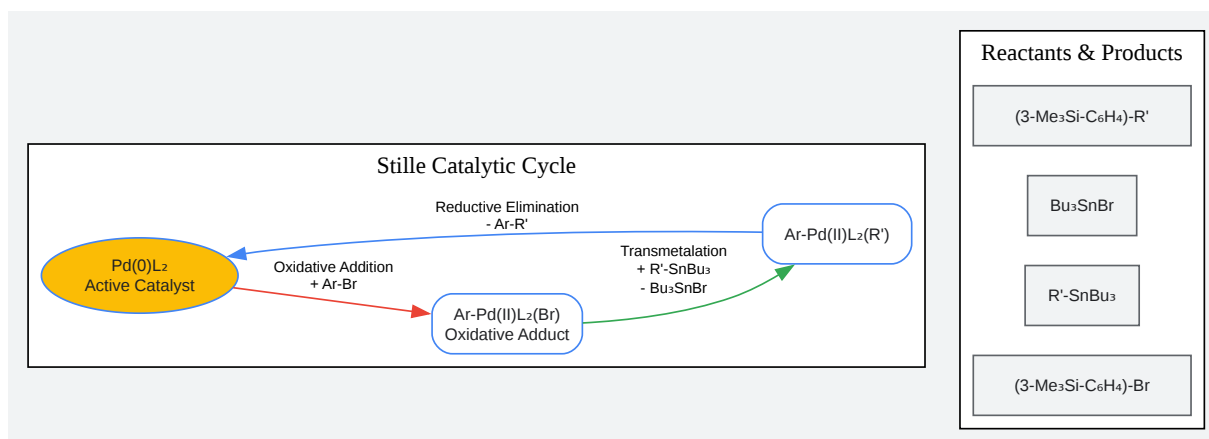 Stille Catalytic Cycle
Reductive Elimination
- Ar-R'
Ar-Pd(II)L₂(R')
Pd(0)L₂
Active Catalyst
Oxidative Addition
+ Ar-Br
Transmetalation
+ R'-SnBu₃
- Bu₃SnBr
Ar-Pd(II)L₂(Br)
Oxidative Adduct
Reactants & Products
(3-Me₃Si-C₆H₄)-R'
Bu₃SnBr
R'-SnBu₃
(3-Me₃Si-C₆H₄)-Br